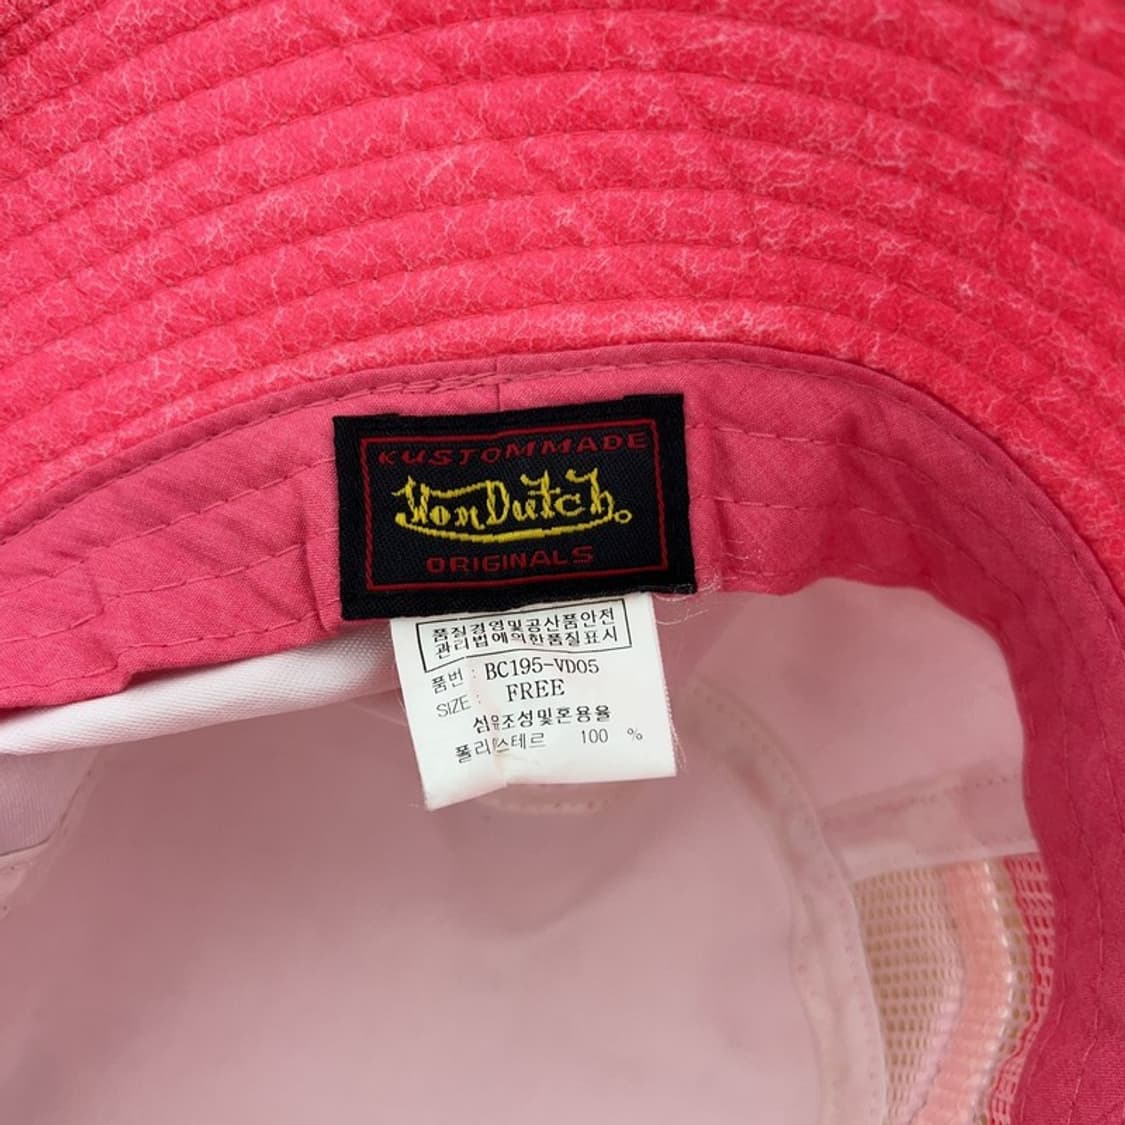 KUSTOMMADE
Von Dutch
ORIGINALS
품질경영및공산품안전
관리법에의한품질표시
품번 : BC195-VD05
SIZE : FREE
섬유조성및혼용율
폴리에스테르 100 %